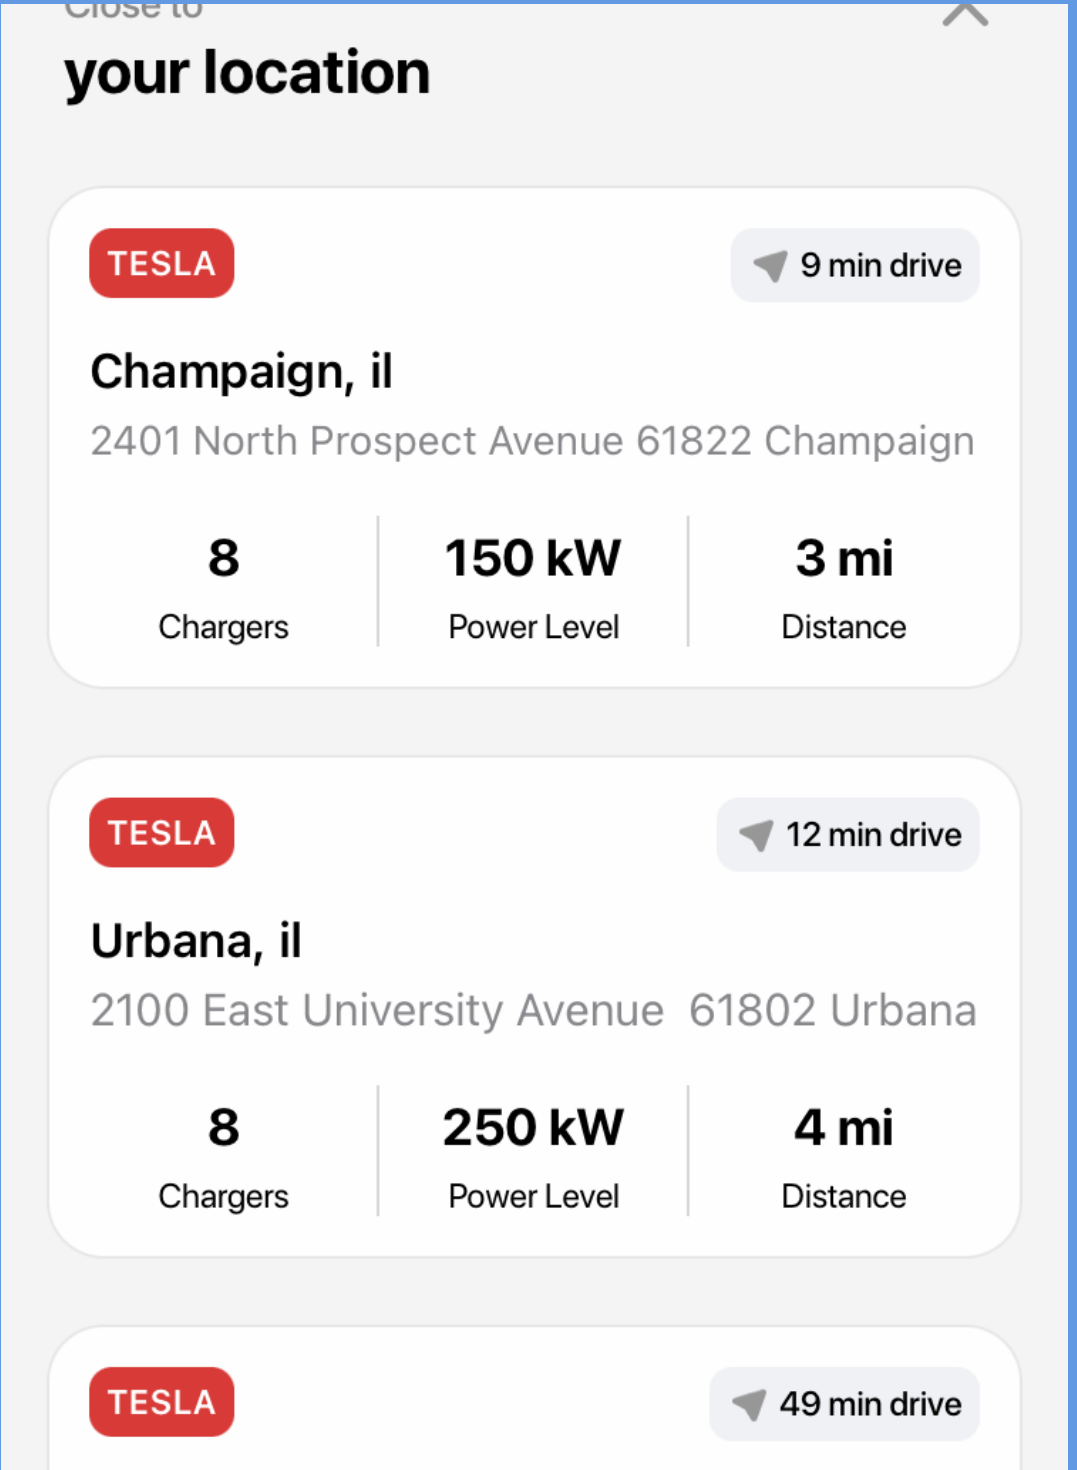 Close to
your location
TESLA
9 min drive
Champaign, il
2401 North Prospect Avenue 61822 Champaign
8
150 kW
3 mi
Chargers
Power Level
Distance
TESLA
12 min drive
Urbana, il
2100 East University Avenue  61802 Urbana
8
250 kW
4 mi
Chargers
Power Level
Distance
TESLA
49 min drive